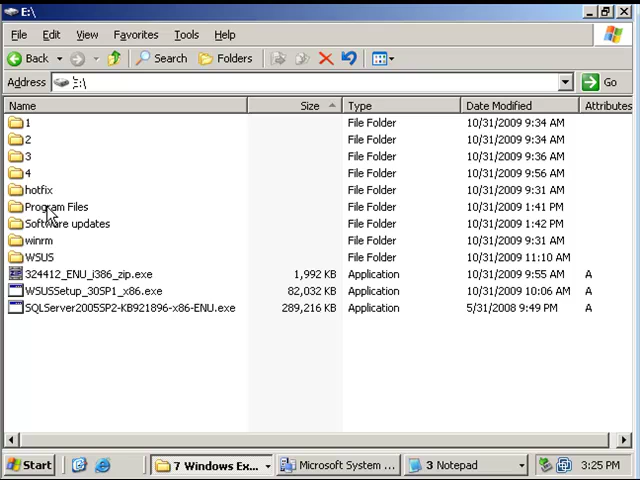 E:\
File Edit View Favorites Tools Help
Back Search Folders
Address E:\ Go
Name Size Type Date Modified Attributes
1 File Folder 10/31/2009 9:34 AM
2 File Folder 10/31/2009 9:34 AM
3 File Folder 10/31/2009 9:36 AM
4 File Folder 10/31/2009 9:56 AM
hotfix File Folder 10/31/2009 9:31 AM
Program Files File Folder 10/31/2009 1:41 PM
Software updates File Folder 10/31/2009 1:42 PM
winrm File Folder 10/31/2009 9:31 AM
WSUS File Folder 10/31/2009 11:10 AM
324412_ENU_i386_zip.exe 1,992 KB Application 10/31/2009 9:55 AM A
WSUSSetup_30SP1_x86.exe 82,032 KB Application 10/31/2009 10:06 AM A
SQLServer2005SP2-KB921896-x86-ENU.exe 289,216 KB Application 5/31/2008 9:49 PM A
Start 7 Windows Ex... Microsoft System ... 3 Notepad 3:25 PM